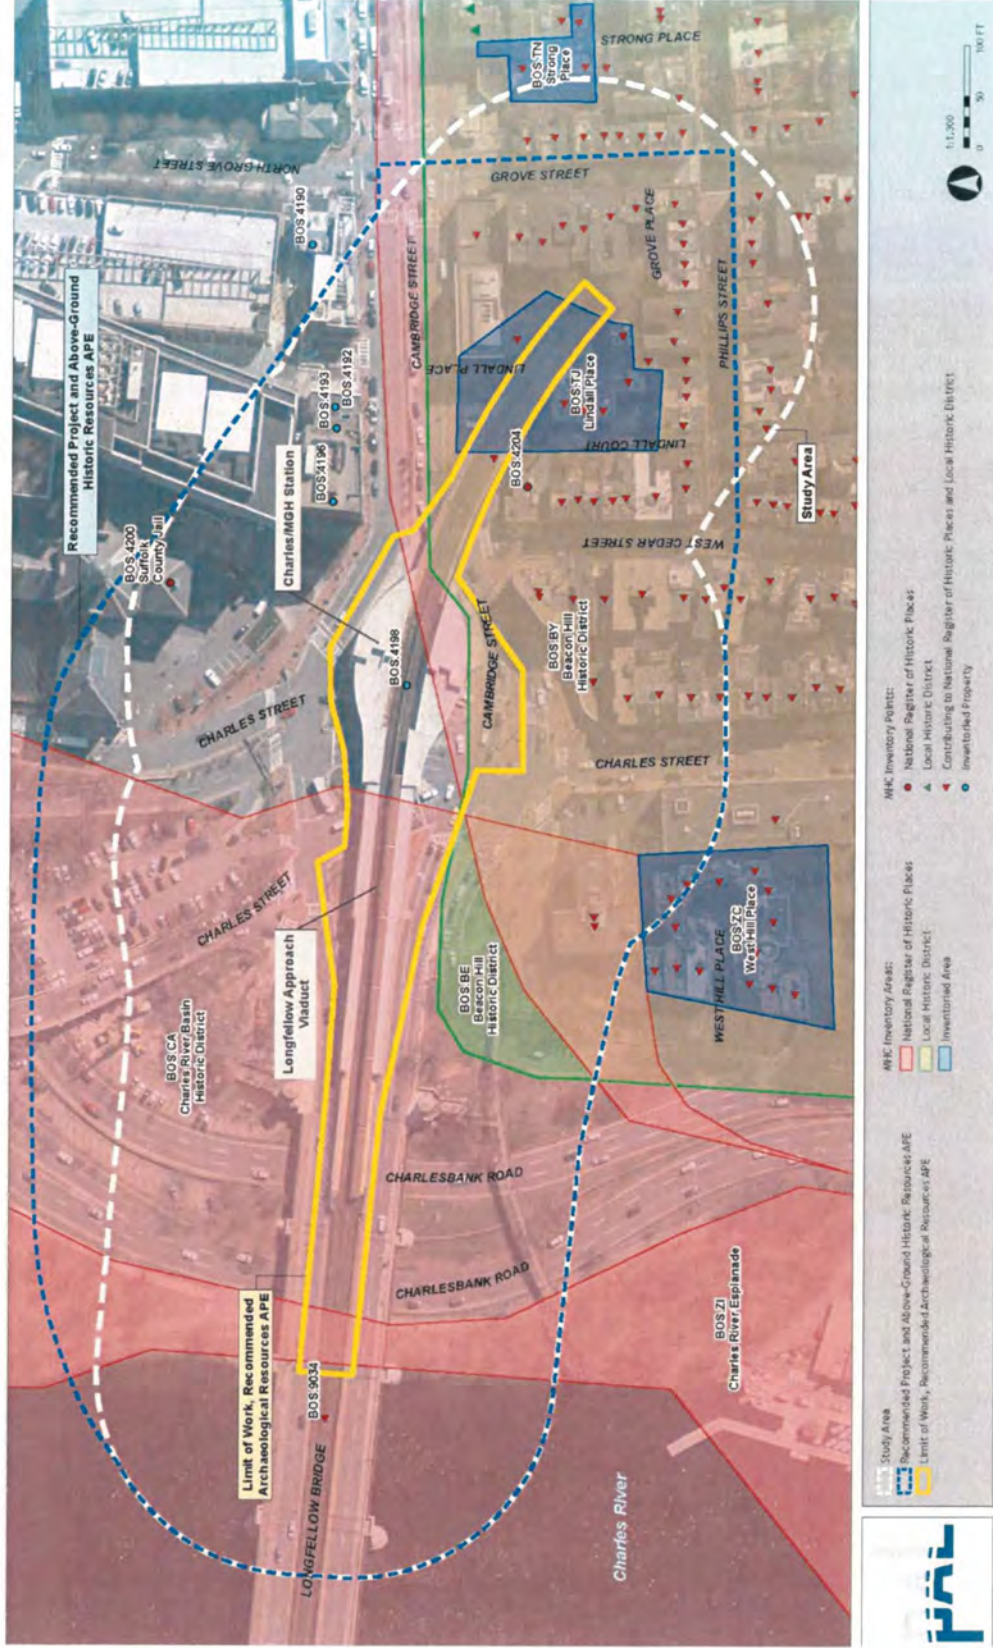 Recommended Project and Above-Ground
Historic Resources APE
BOS.4200
Suffolk
County Jail
Charles/MGH Station
BOS.4196
BOS.4193
BOS.4192
BOS.4190
NORTH GROVE STREET
CHARLES STREET
BOS.4198
CAMBRIDGE STREET
CAMBRIDGE STREET
STRONG PLACE
BOS.TN
Strong
Place
GROVE STREET
GROVE PLACE
LINDALL PLACE
BOS.TJ
Lindall Place
BOS.4204
LINDALL COURT
PHILLIPS STREET
WEST CEDAR STREET
Study Area
BOS.BY
Beacon Hill
Historic District
CHARLES STREET
CHARLES STREET
BOS.CA
Charles River Basin
Historic District
Longfellow Approach
Viaduct
BOS.BE
Beacon Hill
Historic District
BOS.ZC
West Hill Place
WEST HILL PLACE
CHARLESBANK ROAD
CHARLESBANK ROAD
Limit of Work, Recommended
Archaeological Resources APE
BOS.9034
LONGFELLOW BRIDGE
BOS.ZI
Charles River Esplanade
Charles River
PAL
Study Area
Recommended Project and Above-Ground Historic Resources APE
Limit of Work, Recommended Archaeological Resources APE
MHC Inventory Areas:
National Register of Historic Places
Local Historic District
Inventoried Area
MHC Inventory Points:
National Register of Historic Places
Local Historic District
Contributing to National Register of Historic Places and Local Historic District
Inventoried Property
1:1,300
0 50 100 FT